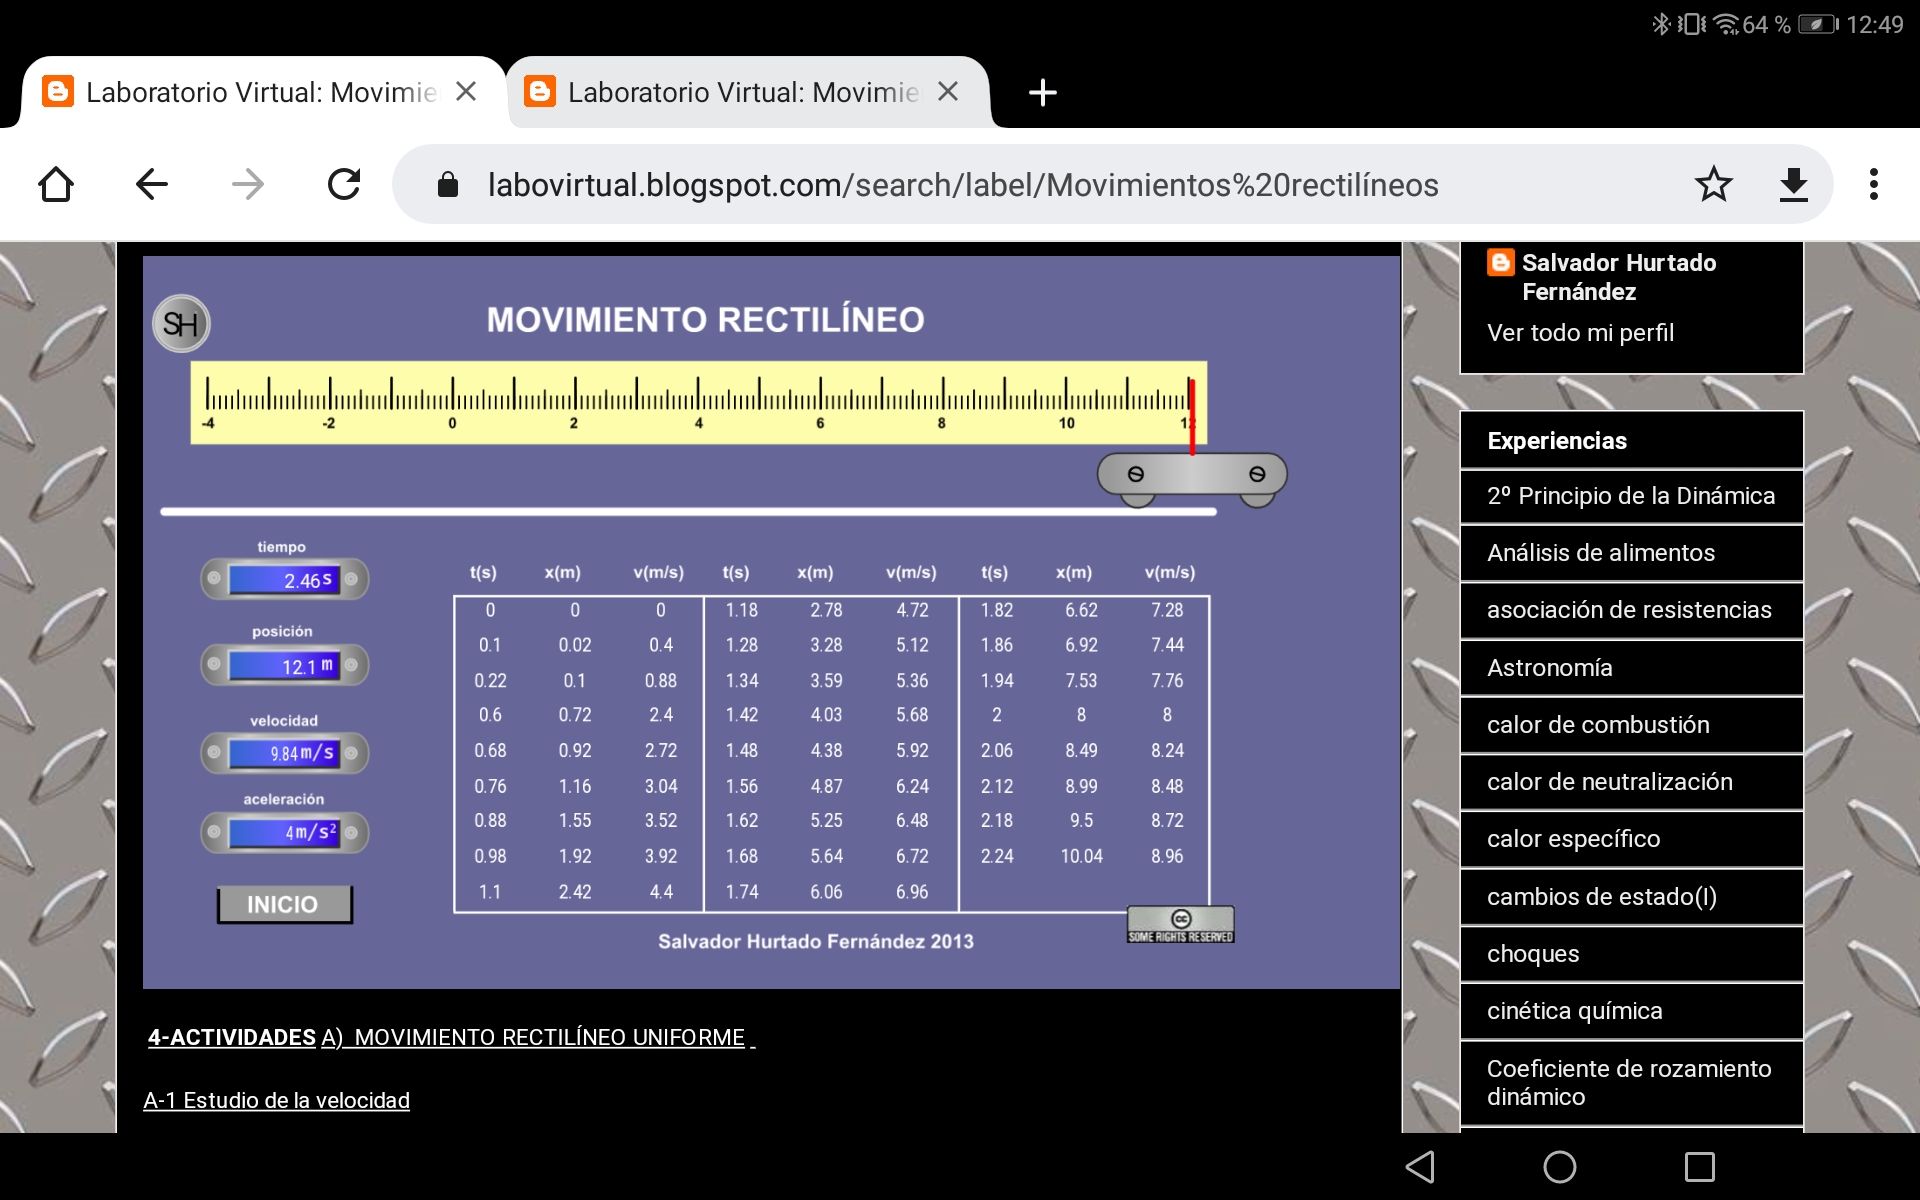 64 % 12:49
Laboratorio Virtual: Movimie
Laboratorio Virtual: Movimie
labovirtual.blogspot.com/search/label/Movimientos%20rectilíneos
SH
MOVIMIENTO RECTILÍNEO
-4 -2 0 2 4 6 8 10 12
tiempo
2.46 s
posición
12.1 m
velocidad
9.84 m/s
aceleración
4 m/s²
INICIO
t(s) x(m) v(m/s) t(s) x(m) v(m/s) t(s) x(m) v(m/s)
0 0 0 1.18 2.78 4.72 1.82 6.62 7.28
0.1 0.02 0.4 1.28 3.28 5.12 1.86 6.92 7.44
0.22 0.1 0.88 1.34 3.59 5.36 1.94 7.53 7.76
0.6 0.72 2.4 1.42 4.03 5.68 2 8 8
0.68 0.92 2.72 1.48 4.38 5.92 2.06 8.49 8.24
0.76 1.16 3.04 1.56 4.87 6.24 2.12 8.99 8.48
0.88 1.55 3.52 1.62 5.25 6.48 2.18 9.5 8.72
0.98 1.92 3.92 1.68 5.64 6.72 2.24 10.04 8.96
1.1 2.42 4.4 1.74 6.06 6.96
cc
SOME RIGHTS RESERVED
Salvador Hurtado Fernández 2013
4-ACTIVIDADES A) MOVIMIENTO RECTILÍNEO UNIFORME
A-1 Estudio de la velocidad
Salvador Hurtado
Fernández
Ver todo mi perfil
Experiencias
2º Principio de la Dinámica
Análisis de alimentos
asociación de resistencias
Astronomía
calor de combustión
calor de neutralización
calor específico
cambios de estado(I)
choques
cinética química
Coeficiente de rozamiento
dinámico